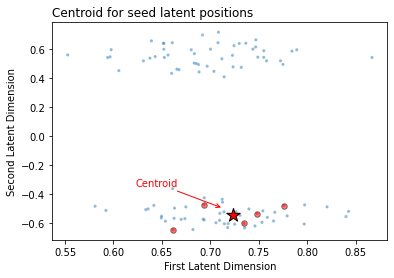 Centroid for seed latent positions
Second Latent Dimension
0.6
0.4
0.2
0.0
−0.2
−0.4
−0.6
Centroid
0.55 0.60 0.65 0.70 0.75 0.80 0.85
First Latent Dimension